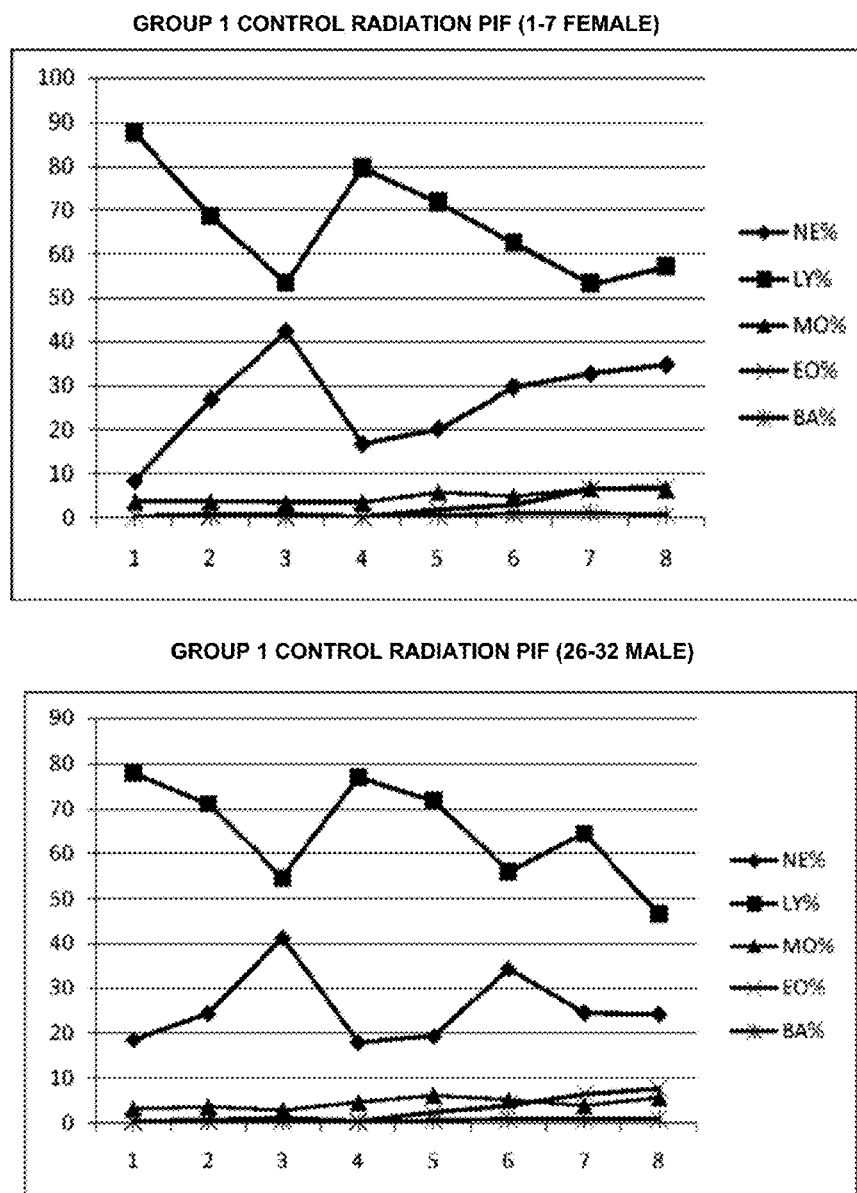 GROUP 1 CONTROL RADIATION PIF (1-7 FEMALE)
100
90
80
70
60
50
40
30
20
10
0
1 2 3 4 5 6 7 8
NE%
LY%
MO%
EO%
BA%
GROUP 1 CONTROL RADIATION PIF (26-32 MALE)
90
80
70
60
50
40
30
20
10
0
1 2 3 4 5 6 7 8
NE%
LY%
MO%
EO%
BA%